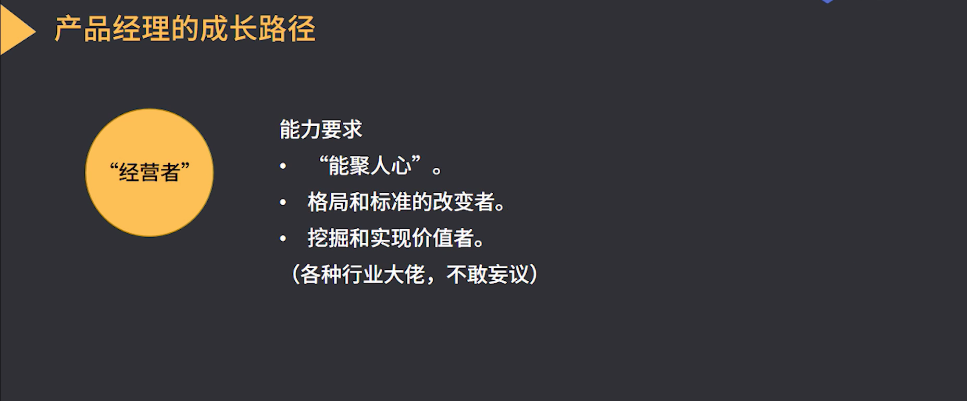 产品经理的成长路径
“经营者”
能力要求
• “能聚人心”。
• 格局和标准的改变者。
• 挖掘和实现价值者。
（各种行业大佬，不敢妄议）